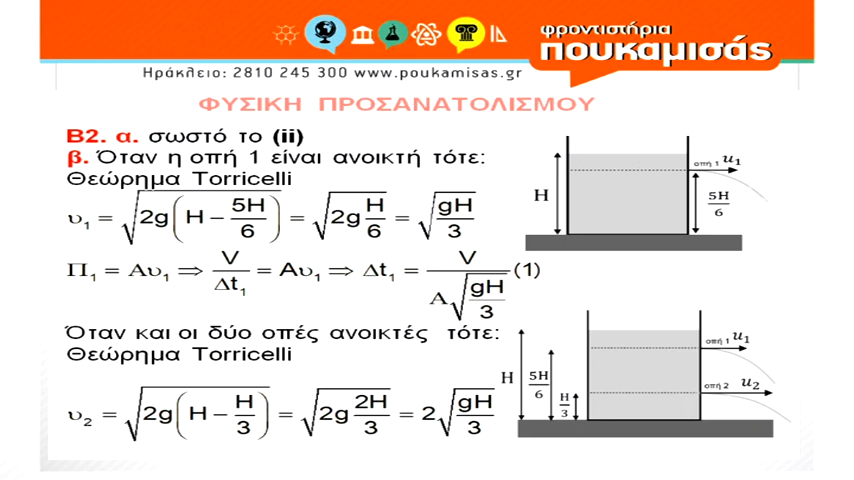 φροντιστήρια
πουκαμισάς
Ηράκλειο: 2810 245 300 www.poukamisas.gr
ΦΥΣΙΚΗ ΠΡΟΣΑΝΑΤΟΛΙΣΜΟΥ
Β2. α. σωστό το (ii)
β. Όταν η οπή 1 είναι ανοικτή τότε:
Θεώρημα Torricelli
υ₁ = √(2g(H − 5H/6)) = √(2g H/6) = √(gH/3)
Π₁ = Αυ₁ ⇒ V/Δt₁ = Αυ₁ ⇒ Δt₁ = V/(Α√(gH/3)) (1)
οπή 1 u₁
H
5H/6
Όταν και οι δύο οπές ανοικτές τότε:
Θεώρημα Torricelli
υ₂ = √(2g(H − H/3)) = √(2g 2H/3) = 2√(gH/3)
οπή 1 u₁
H
5H/6
H/3
οπή 2 u₂